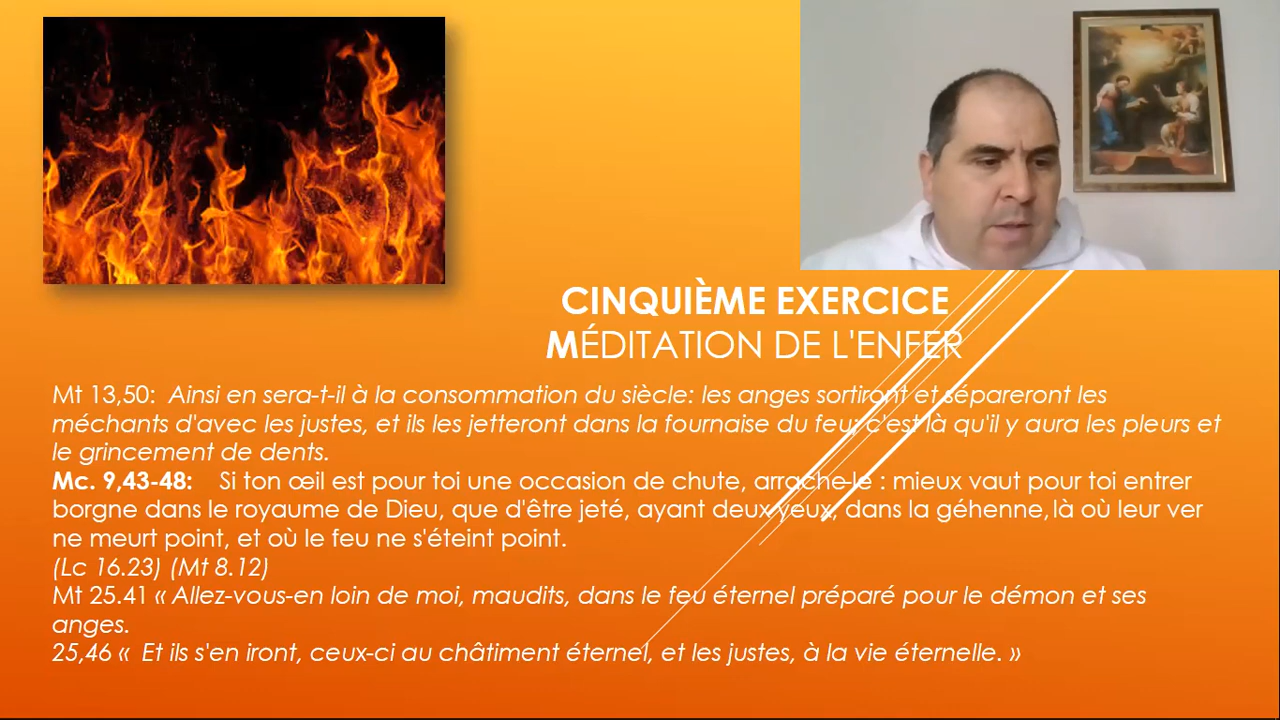 CINQUIÈME EXERCICE
MÉDITATION DE L'ENFER
Mt 13,50: Ainsi en sera-t-il à la consommation du siècle: les anges sortiront et sépareront les
méchants d'avec les justes, et ils les jetteront dans la fournaise du feu; c'est là qu'il y aura les pleurs et
le grincement de dents.
Mc. 9,43-48: Si ton œil est pour toi une occasion de chute, arrache-le : mieux vaut pour toi entrer
borgne dans le royaume de Dieu, que d'être jeté, ayant deux yeux, dans la géhenne, là où leur ver
ne meurt point, et où le feu ne s'éteint point.
(Lc 16.23) (Mt 8.12)
Mt 25.41 « Allez-vous-en loin de moi, maudits, dans le feu éternel préparé pour le démon et ses
anges.
25,46 « Et ils s'en iront, ceux-ci au châtiment éternel, et les justes, à la vie éternelle. »